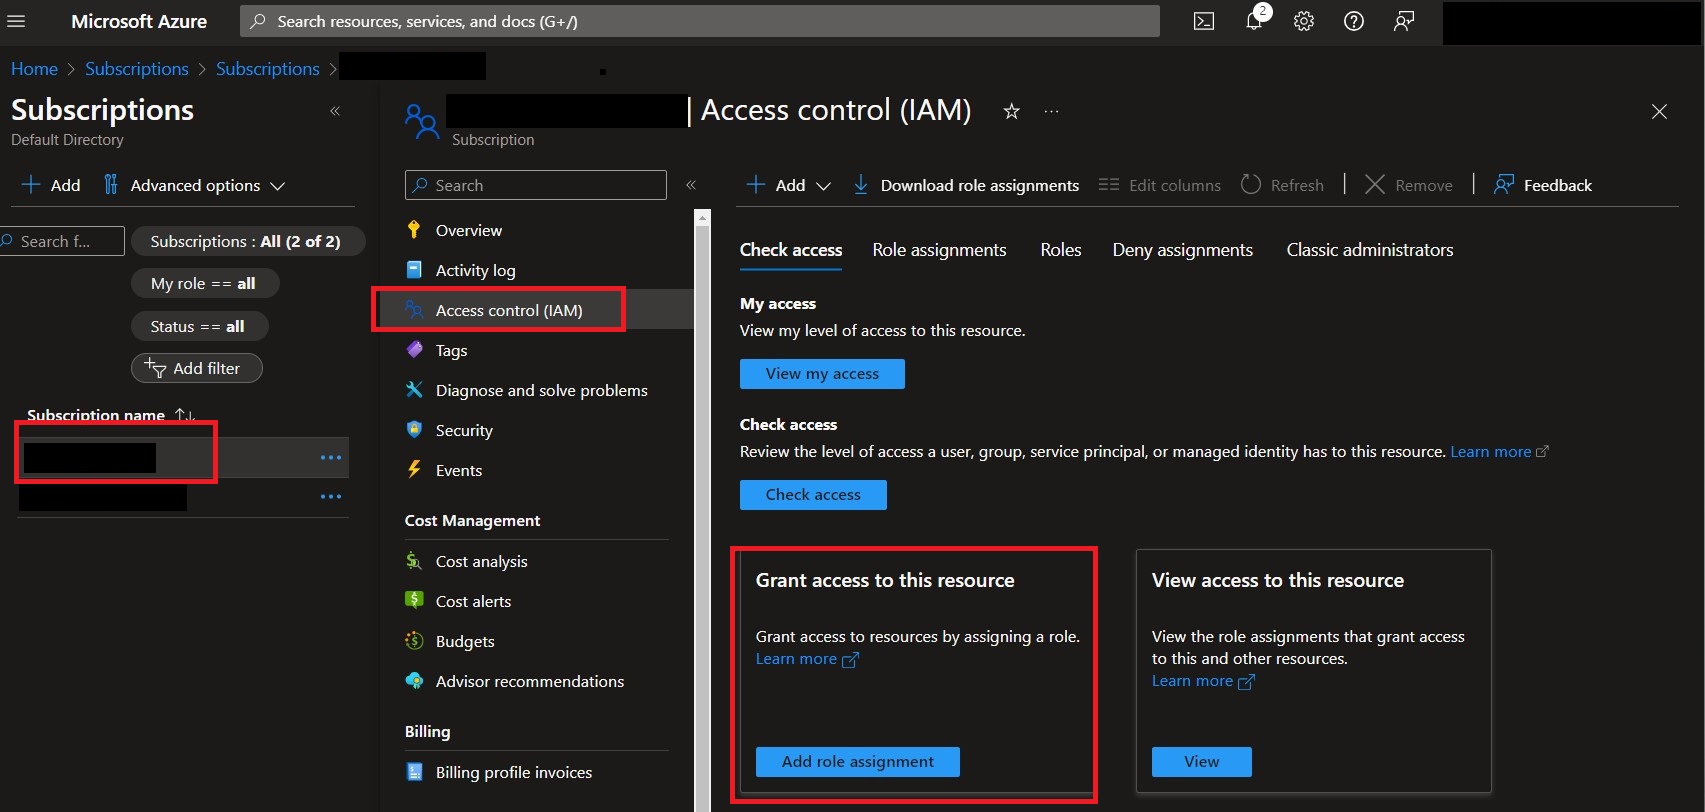 Microsoft Azure
Search resources, services, and docs (G+/)
2
Home > Subscriptions > Subscriptions >
Subscriptions
Default Directory
Add
Advanced options
Search f...
Subscriptions : All (2 of 2)
My role == all
Status == all
Add filter
Subscription name
| Access control (IAM)
Subscription
Search
Overview
Activity log
Access control (IAM)
Tags
Diagnose and solve problems
Security
Events
Cost Management
Cost analysis
Cost alerts
Budgets
Advisor recommendations
Billing
Billing profile invoices
Add
Download role assignments
Edit columns
Refresh
Remove
Feedback
Check access
Role assignments
Roles
Deny assignments
Classic administrators
My access
View my level of access to this resource.
View my access
Check access
Review the level of access a user, group, service principal, or managed identity has to this resource. Learn more
Check access
Grant access to this resource
Grant access to resources by assigning a role.
Learn more
Add role assignment
View access to this resource
View the role assignments that grant access
to this and other resources.
Learn more
View